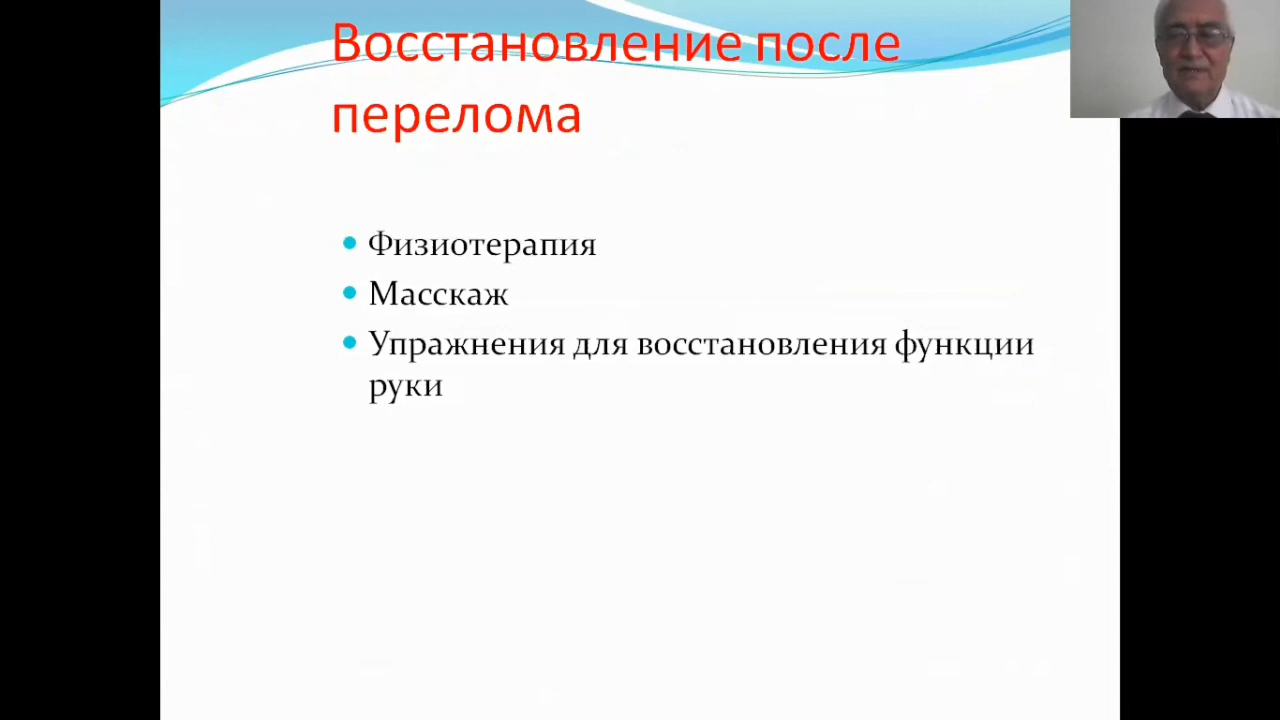 Восстановление после
перелома
Физиотерапия
Масскаж
Упражнения для восстановления функции
руки